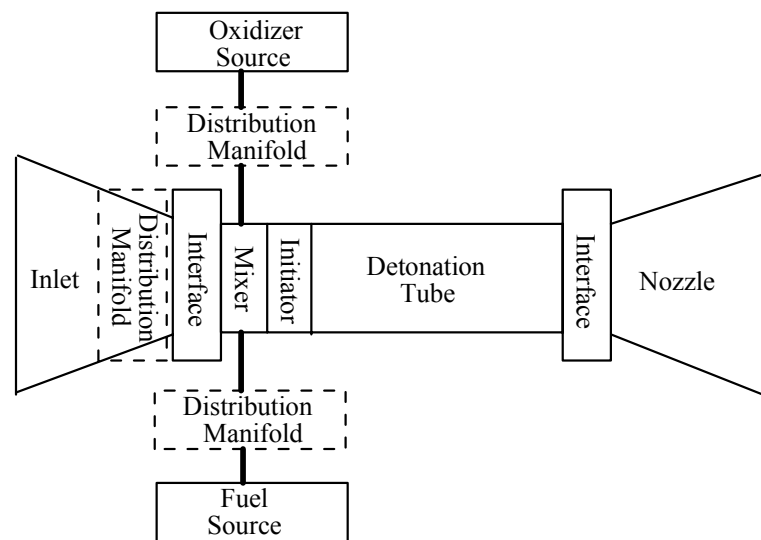 Oxidizer
Source
Distribution
Manifold
Inlet
Distribution
Manifold
Interface
Mixer
Initiator
Detonation
Tube
Interface
Nozzle
Distribution
Manifold
Fuel
Source